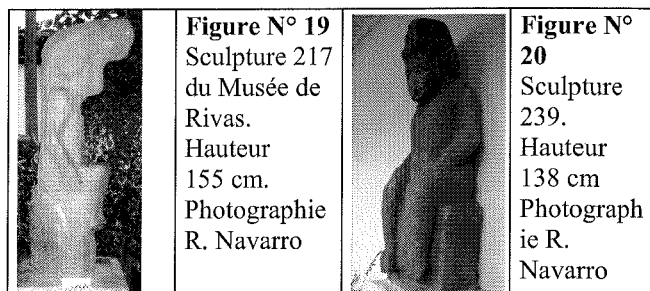 Figure N° 19
Sculpture 217
du Musée de
Rivas.
Hauteur
155 cm.
Photographie
R. Navarro
Figure N°
20
Sculpture
239.
Hauteur
138 cm
Photograph
ie R.
Navarro